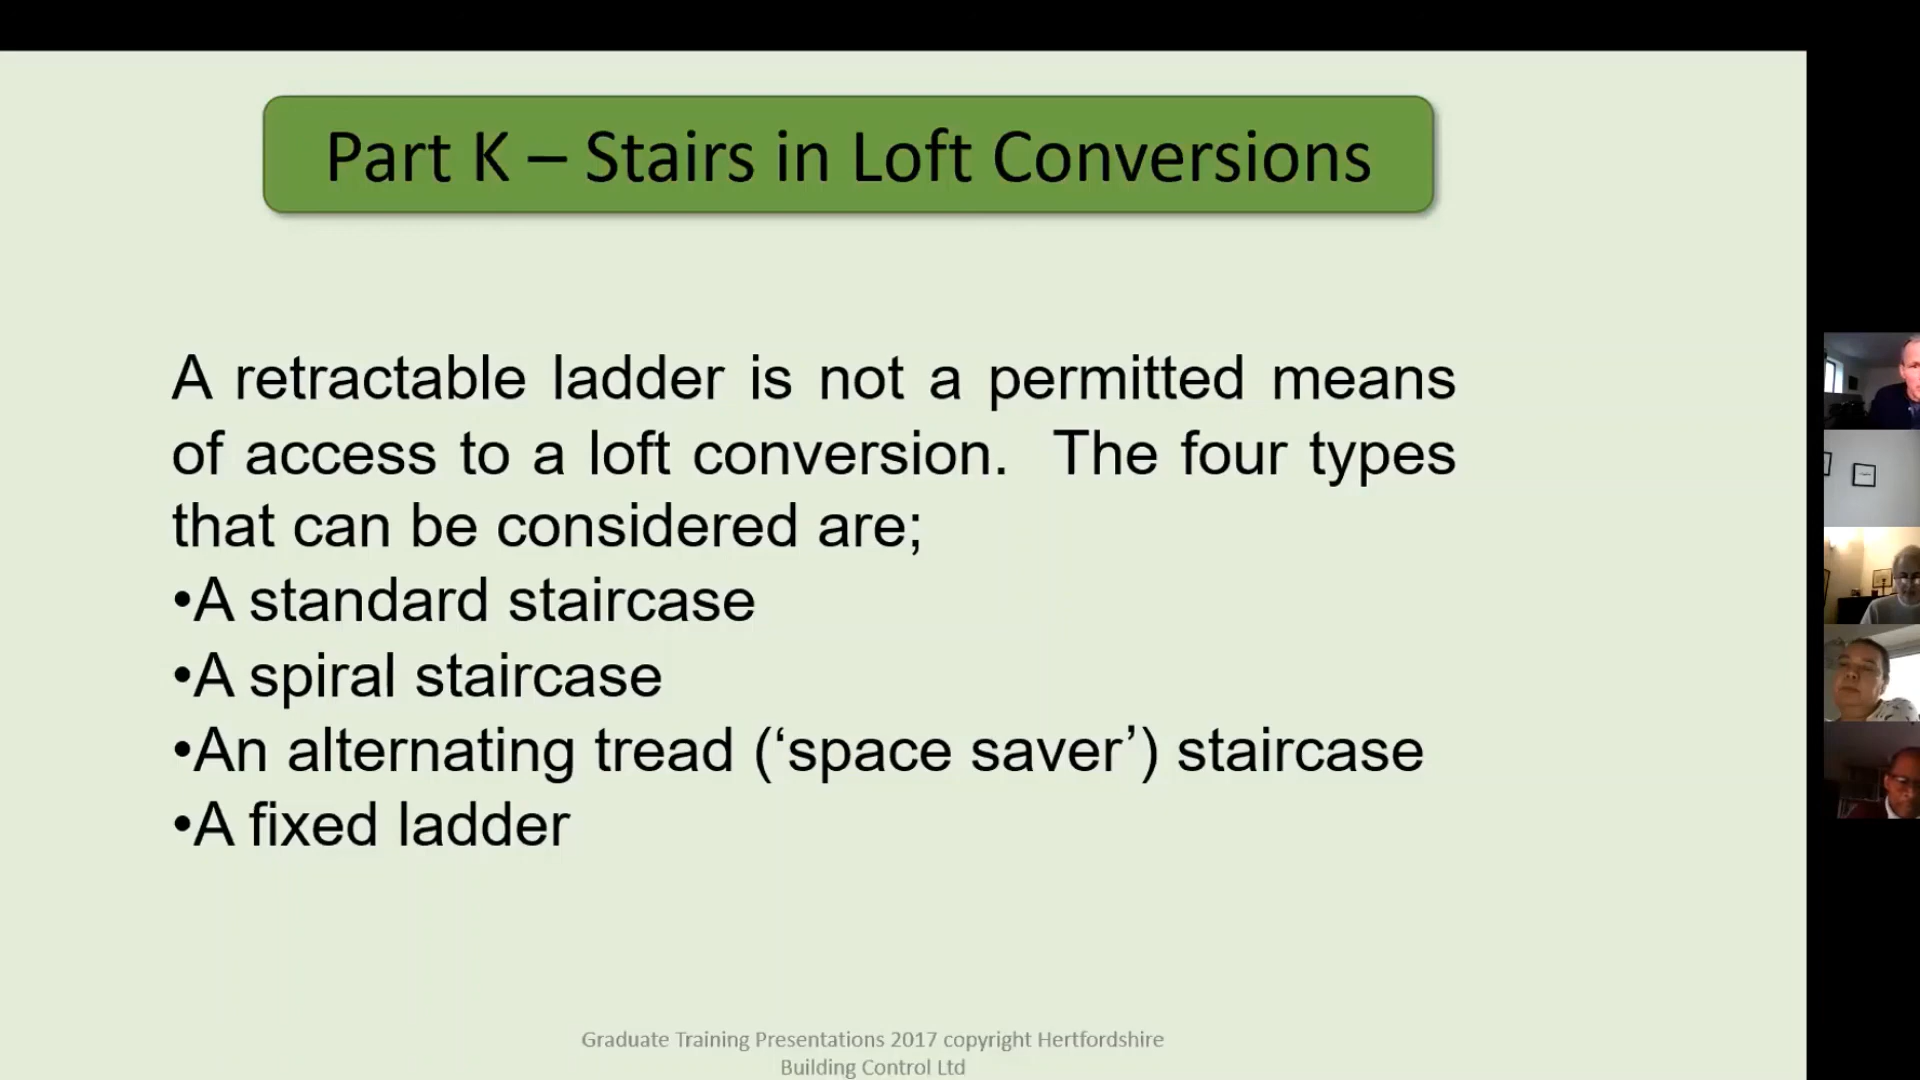 Part K – Stairs in Loft Conversions
A retractable ladder is not a permitted means
of access to a loft conversion. The four types
that can be considered are;
•A standard staircase
•A spiral staircase
•An alternating tread (‘space saver’) staircase
•A fixed ladder
Graduate Training Presentations 2017 copyright Hertfordshire
Building Control Ltd